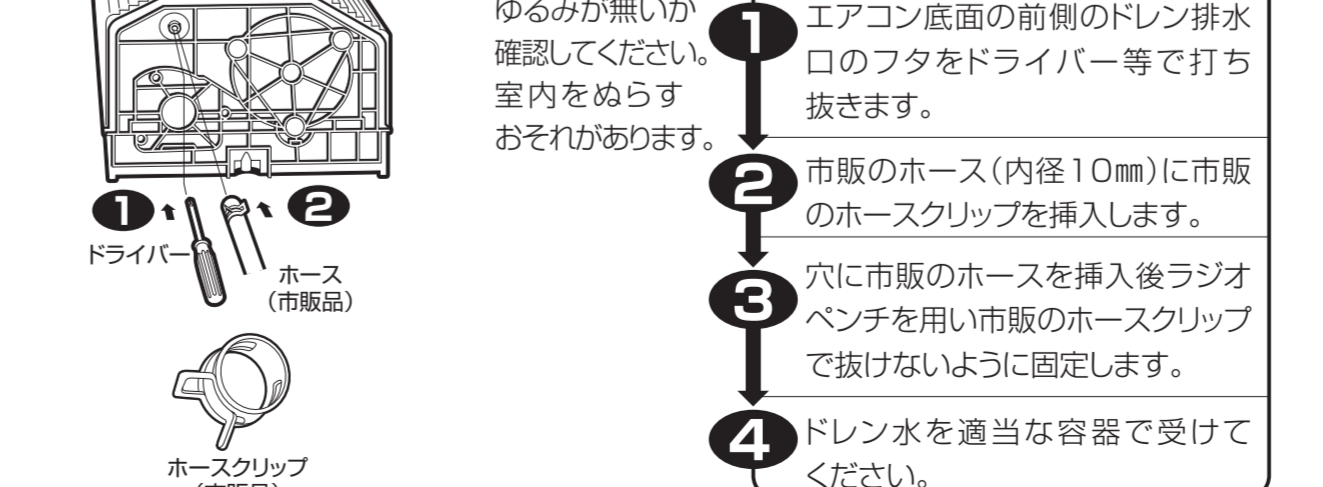 ❶
❷
ドライバー
ホース
(市販品)
ホースクリップ
(市販品)
ゆるみが無いか
確認してください。
室内をぬらす
おそれがあります。
❶
エアコン底面の前側のドレン排水
口のフタをドライバー等で打ち
抜きます。
❷
市販のホース(内径10㎜)に市販
のホースクリップを挿入します。
❸
穴に市販のホースを挿入後ラジオ
ペンチを用い市販のホースクリップ
で抜けないように固定します。
❹
ドレン水を適当な容器で受けて
ください。